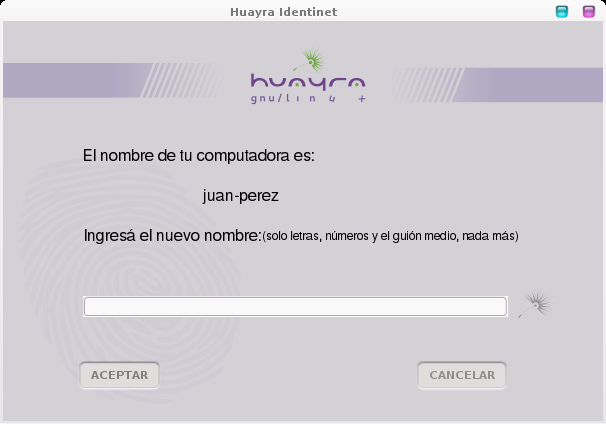 Huayra Identinet
huayra
gnu/linux +
El nombre de tu computadora es:
juan-perez
Ingresá el nuevo nombre:(solo letras, números y el guión medio, nada más)
ACEPTAR
CANCELAR